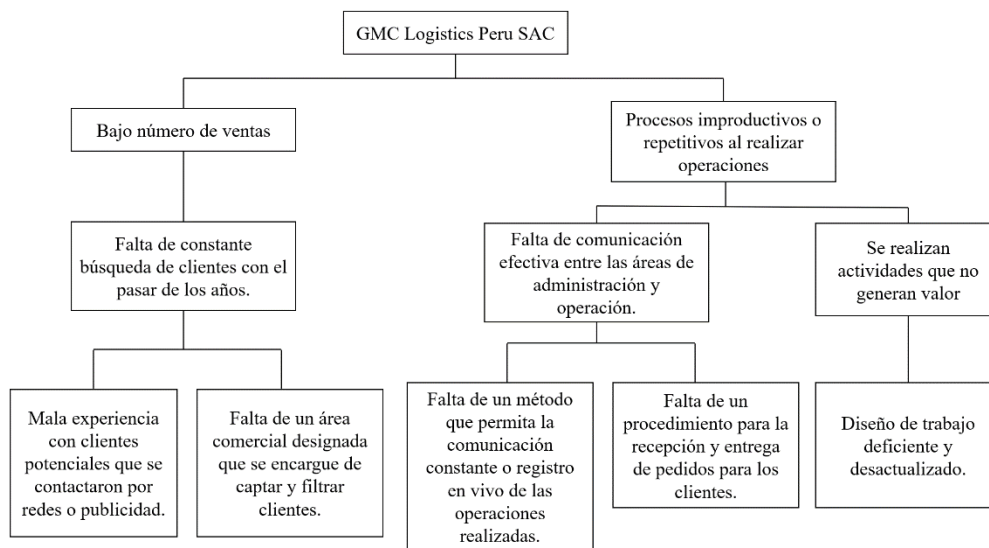 GMC Logistics Peru SAC
Bajo número de ventas
Procesos improductivos o
repetitivos al realizar
operaciones
Falta de constante
búsqueda de clientes con el
pasar de los años.
Falta de comunicación
efectiva entre las áreas de
administración y
operación.
Se realizan
actividades que no
generan valor
Mala experiencia
con clientes
potenciales que se
contactaron por
redes o publicidad.
Falta de un área
comercial designada
que se encargue de
captar y filtrar
clientes.
Falta de un método
que permita la
comunicación
constante o registro
en vivo de las
operaciones
realizadas.
Falta de un
procedimiento para la
recepción y entrega
de pedidos para los
clientes.
Diseño de trabajo
deficiente y
desactualizado.